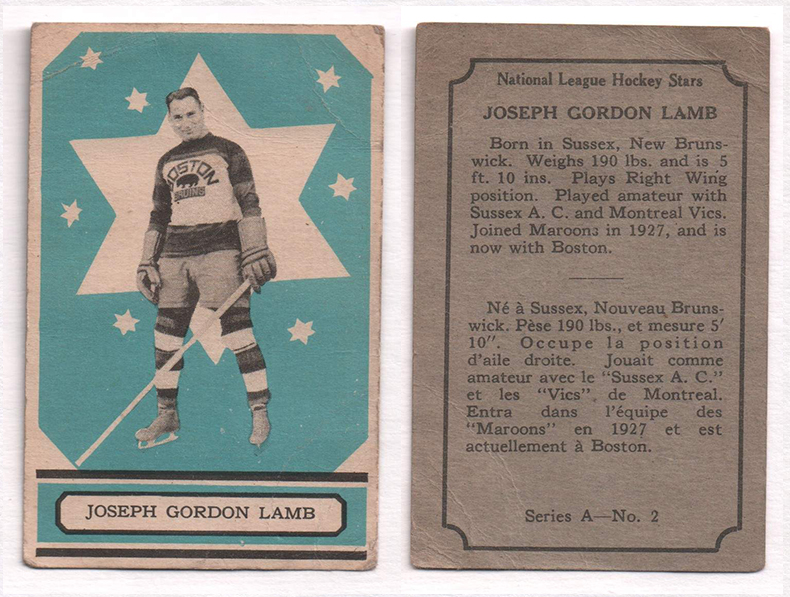 BOSTON
BRUINS
JOSEPH GORDON LAMB
National League Hockey Stars
JOSEPH GORDON LAMB
Born in Sussex, New Bruns-
wick. Weighs 190 lbs. and is 5
ft. 10 ins. Plays Right Wing
position. Played amateur with
Sussex A. C. and Montreal Vics.
Joined Maroons in 1927, and is
now with Boston.
Né à Sussex, Nouveau Bruns-
wick. Pèse 190 lbs., et mesure 5′
10″. Occupe la position
d'aile droite. Jouait comme
amateur avec le "Sussex A. C."
et les "Vics" de Montreal.
Entra dans l'équipe des
"Maroons" en 1927 et est
actuellement à Boston.
Series A—No. 2